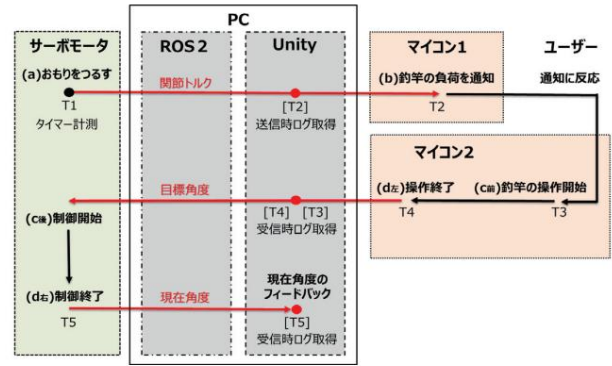 PC
サーボモータ
ROS 2
Unity
マイコン1
ユーザー
(a)おもりをつるす
関節トルク
(b)釣竿の負荷を通知
通知に反応
T1
[T2]
T2
タイマー計測
送信時ログ取得
マイコン2
目標角度
(d左)操作終了
(c前)釣竿の操作開始
(c後)制御開始
[T4] [T3]
T4
T3
受信時ログ取得
現在角度の
フィードバック
(d右)制御終了
現在角度
T5
[T5]
受信時ログ取得